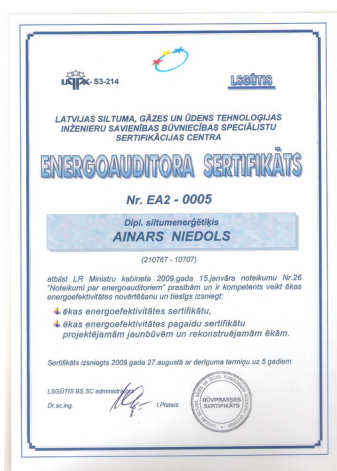 LATAK - S3-214
LSGŪTIS
LATVIJAS SILTUMA, GĀZES UN ŪDENS TEHNOLOĢIJAS
INŽENIERU SAVIENĪBAS BŪVNIECĪBAS SPECIĀLISTU
SERTIFIKĀCIJAS CENTRA
ENERGOAUDITORA SERTIFIKĀTS
Nr. EA2 - 0005
Dipl. siltumenerģētiķis
AINARS NIEDOLS
(210767 - 10707)
atbilst LR Ministru kabineta 2009.gada 15.janvāra noteikumu Nr.26
"Noteikumi par energoauditoriem" prasībām un ir kompetents veikt ēkas
energoefektivitātes novērtēšanu un tiesīgs izsniegt:
ēkas energoefektivitātes sertifikātu,
ēkas energoefektivitātes pagaidu sertifikātu
projektējamām jaunbūvēm un rekonstruējamām ēkām.
Sertifikāts izsniegts 2009.gada 27.augustā ar derīguma termiņu uz 5 gadiem.
LSGŪTIS BS SC administrators
Dr.sc.ing. I.Platais
BŪVPRAKSES
SERTIFIKĀTS